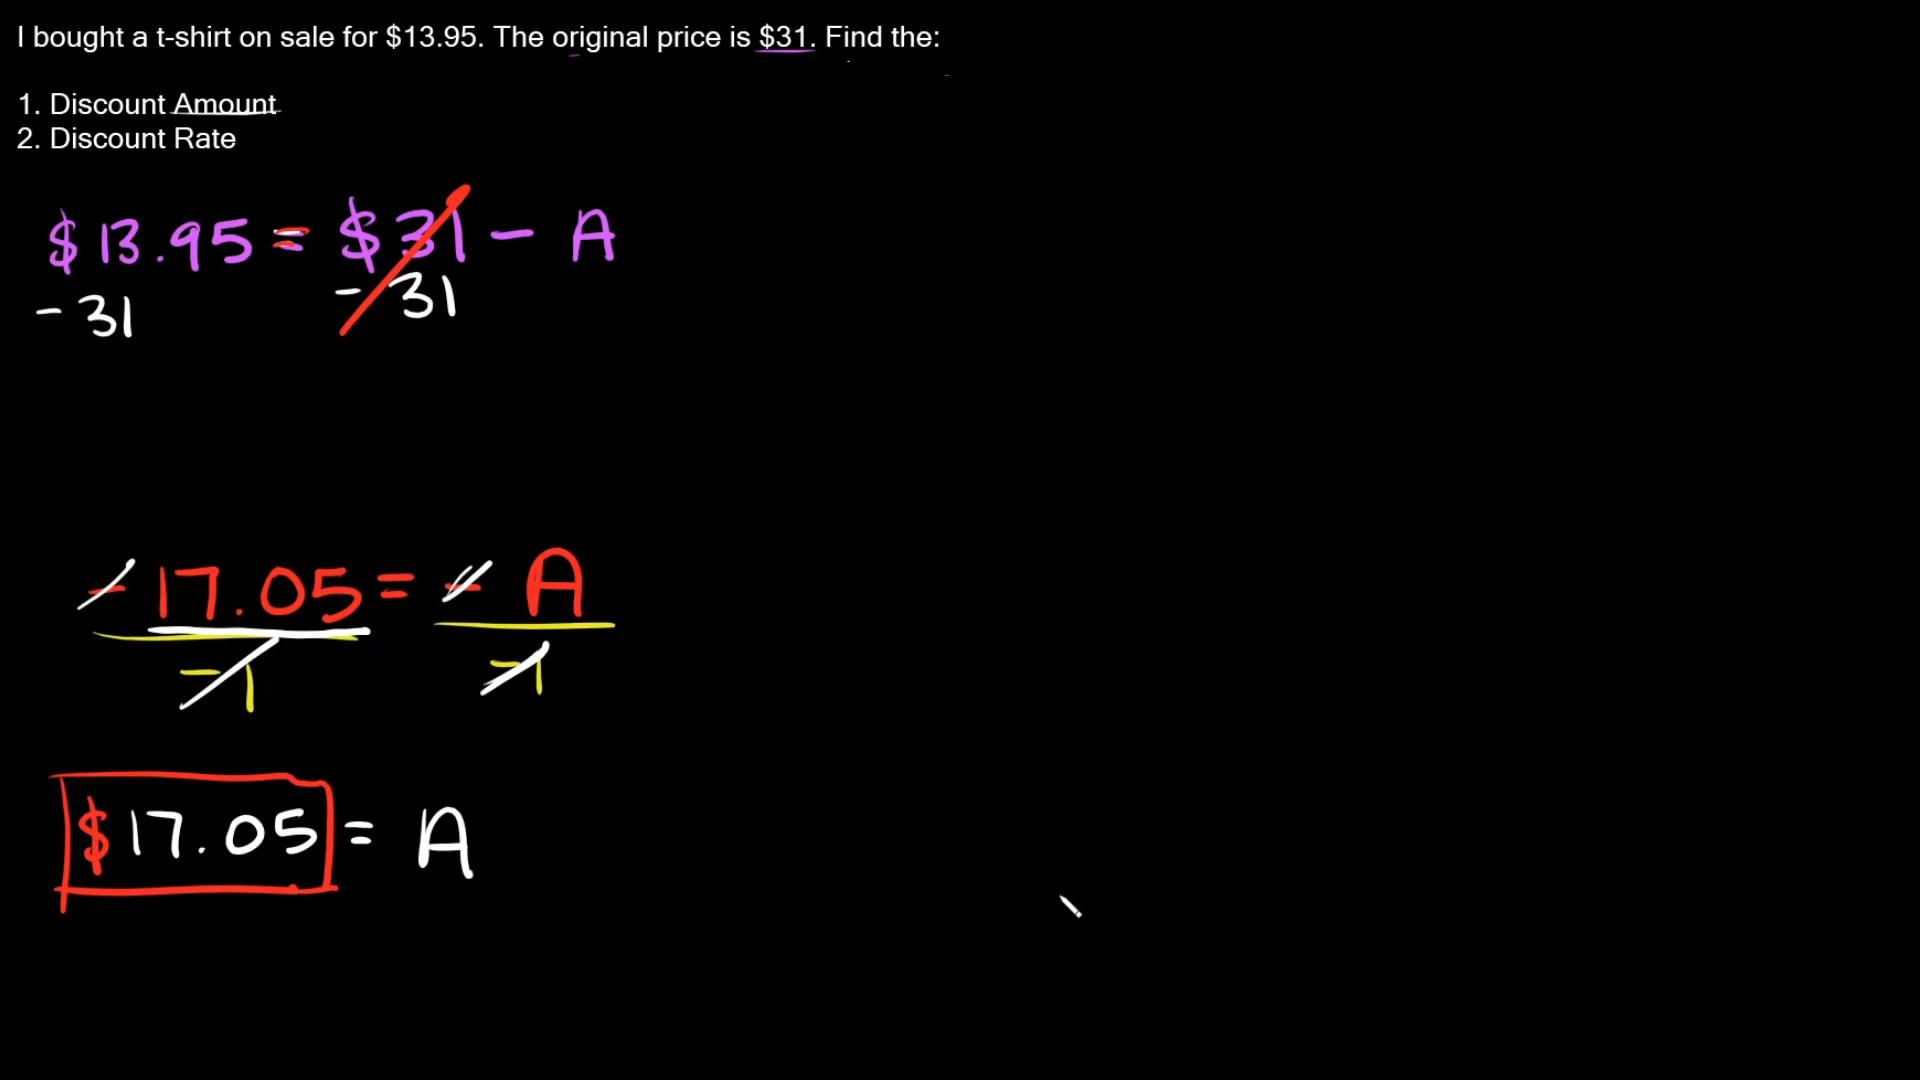 I bought a t-shirt on sale for $13.95. The original price is $31. Find the:
1. Discount Amount
2. Discount Rate
$13.95 = $31 - A
- 31 - 31
- 17.05 = - A
-1 -1
$17.05 = A